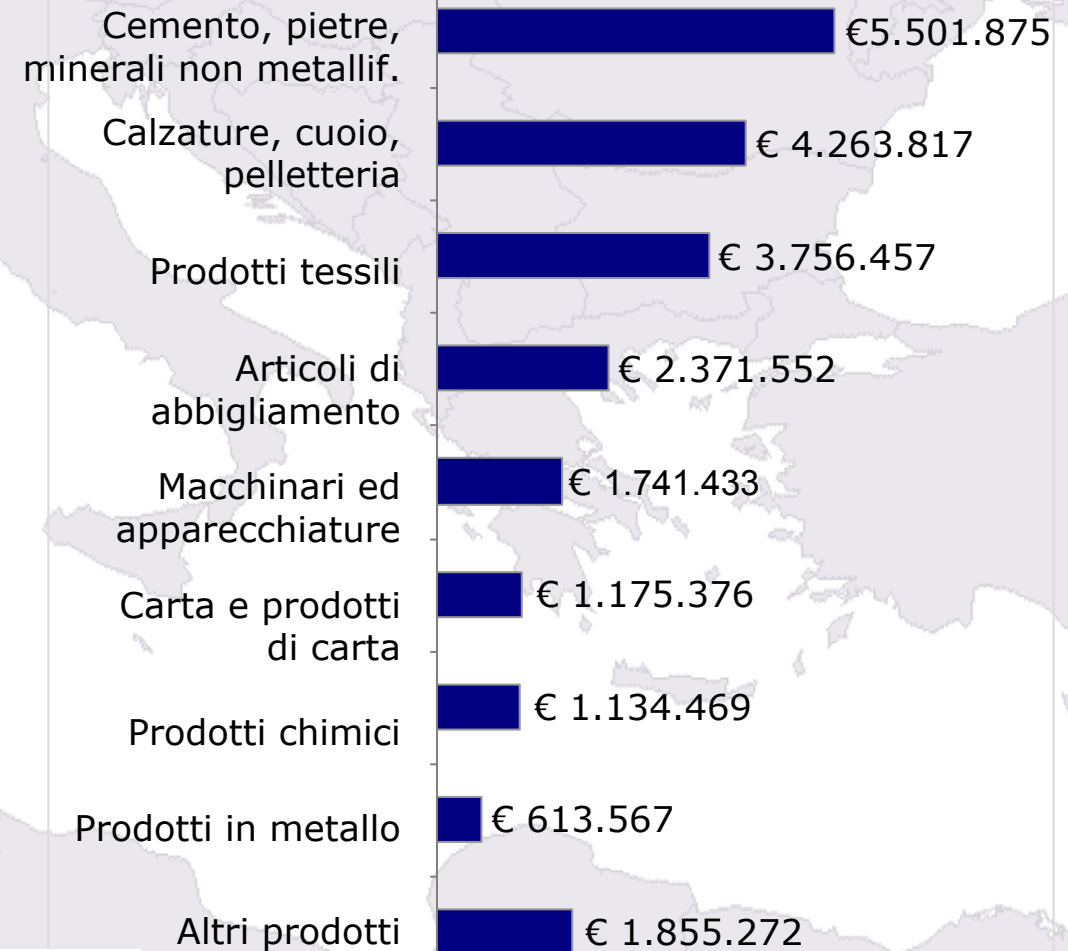 Cemento, pietre,
minerali non metallif.
€5.501.875
Calzature, cuoio,
pelletteria
€ 4.263.817
Prodotti tessili
€ 3.756.457
Articoli di
abbigliamento
€ 2.371.552
Macchinari ed
apparecchiature
€ 1.741.433
Carta e prodotti
di carta
€ 1.175.376
Prodotti chimici
€ 1.134.469
Prodotti in metallo
€ 613.567
Altri prodotti
€ 1.855.272